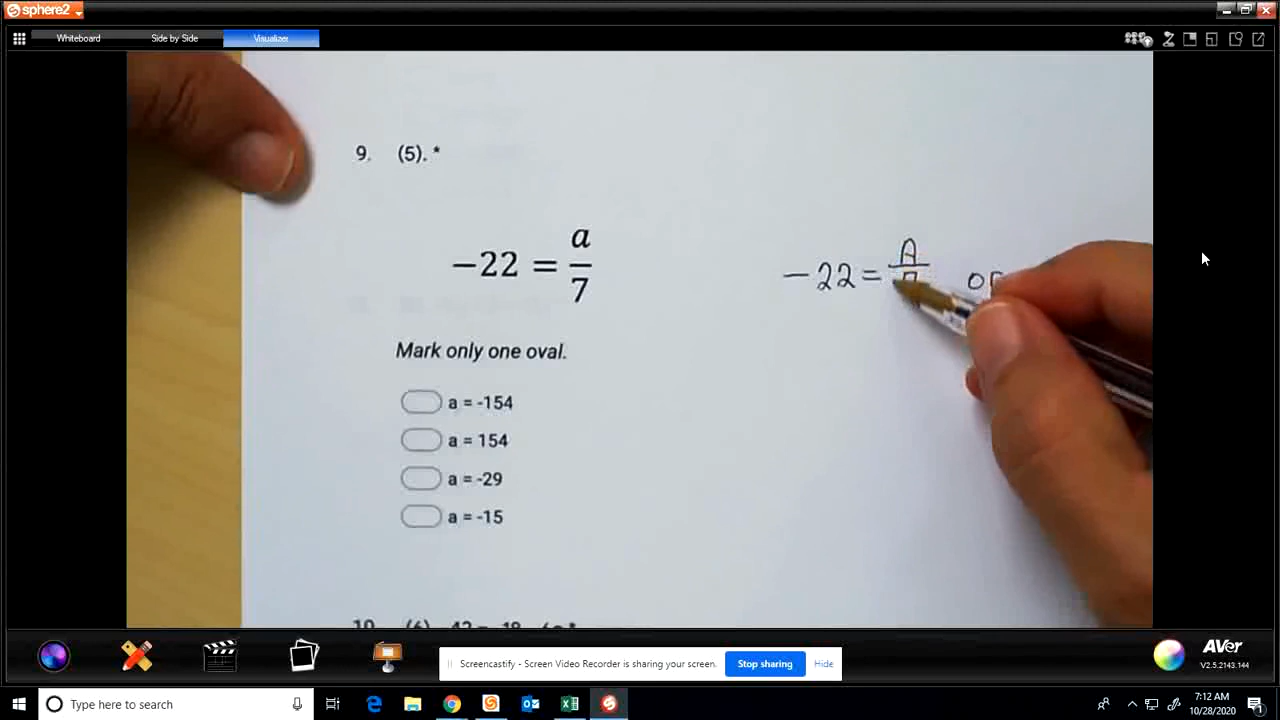 sphere2
Whiteboard Side by Side Visualizer
9. (5). *
−22 = a/7
−22 = A/7 or
Mark only one oval.
a = -154
a = 154
a = -29
a = -15
Screencastify - Screen Video Recorder is sharing your screen. Stop sharing Hide
AVer
V2.5.2143.144
Type here to search
7:12 AM
10/28/2020